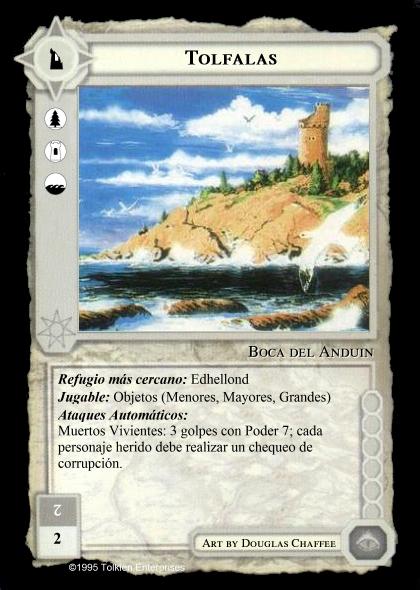 TOLFALAS
BOCA DEL ANDUIN
Refugio más cercano: Edhellond
Jugable: Objetos (Menores, Mayores, Grandes)
Ataques Automáticos:
Muertos Vivientes: 3 golpes con Poder 7; cada
personaje herido debe realizar un chequeo de
corrupción.
2
2
ART BY DOUGLAS CHAFFEE
©1995 Tolkien Enterprises